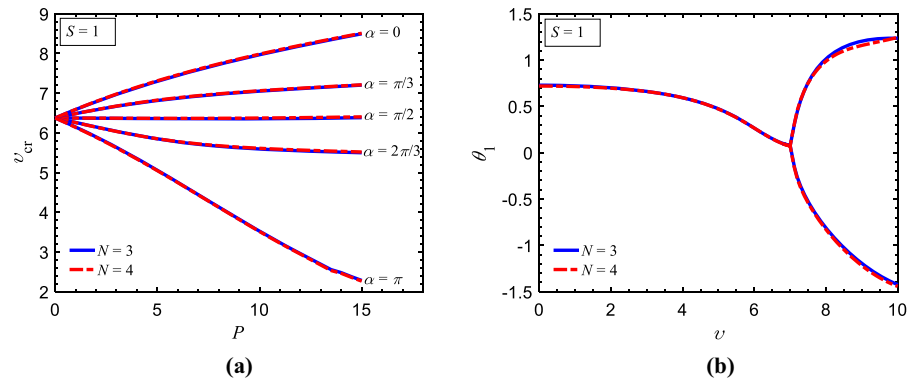 9
8
7
6
5
4
3
2
υcr
S = 1
α = 0
α = π/3
α = π/2
α = 2π/3
α = π
N = 3
N = 4
0
5
10
15
P
(a)
1.5
1
0.5
0
-0.5
-1
-1.5
θ1
S = 1
N = 3
N = 4
0
2
4
6
8
10
υ
(b)